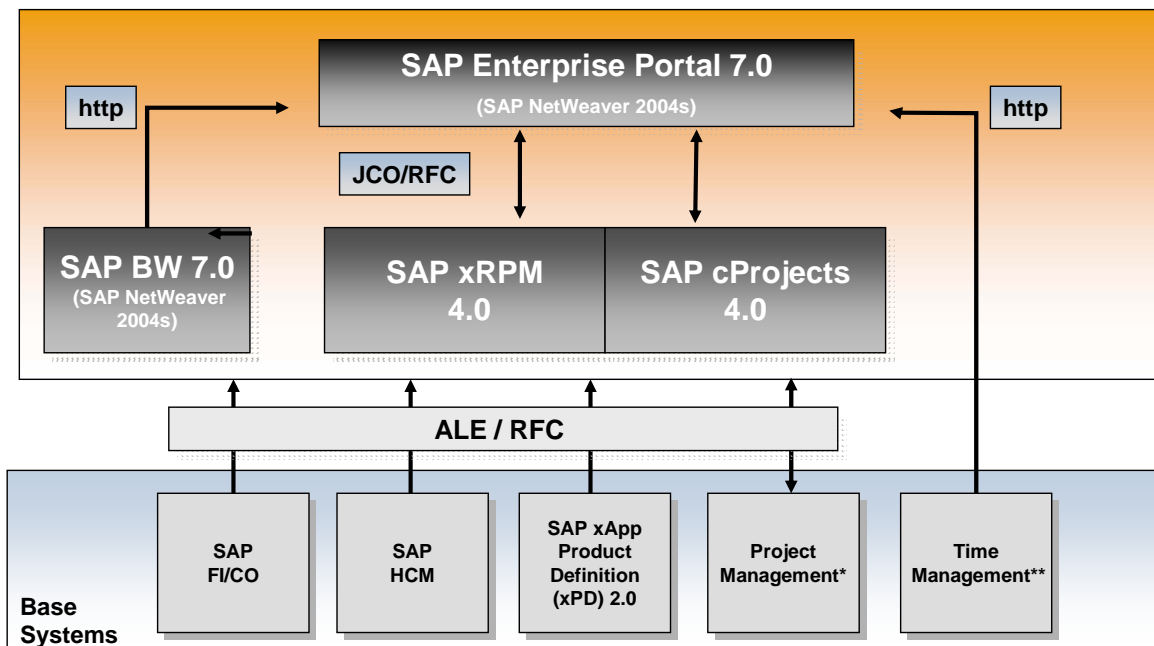 SAP Enterprise Portal 7.0
(SAP NetWeaver 2004s)
http
http
JCO/RFC
SAP BW 7.0
(SAP NetWeaver
2004s)
SAP xRPM
4.0
SAP cProjects
4.0
ALE / RFC
SAP
FI/CO
SAP
HCM
SAP xApp
Product
Definition
(xPD) 2.0
Project
Management*
Time
Management**
Base
Systems